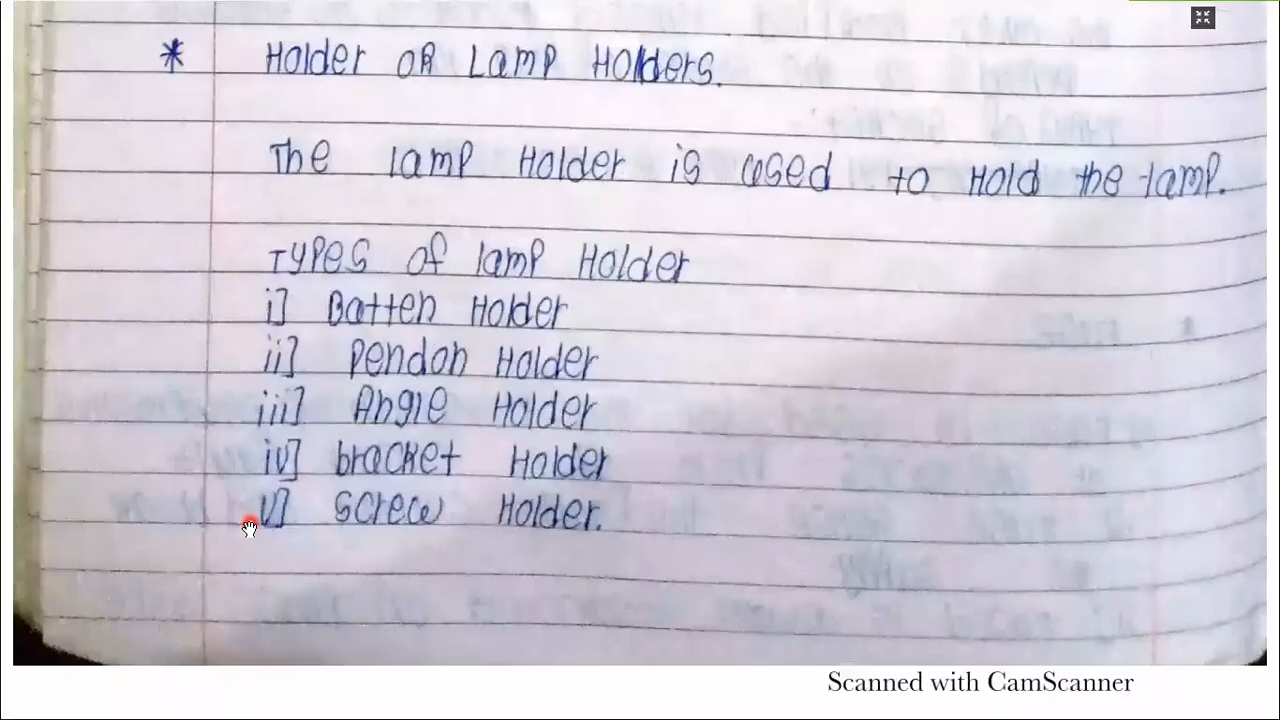 * Holder OR Lamp Holders.
The lamp Holder is used to Hold the lamp.
Types of lamp Holder
i] Batten Holder
ii] Pendon Holder
iii] Angle Holder
iv] bracket Holder
v] Screw Holder.
Scanned with CamScanner